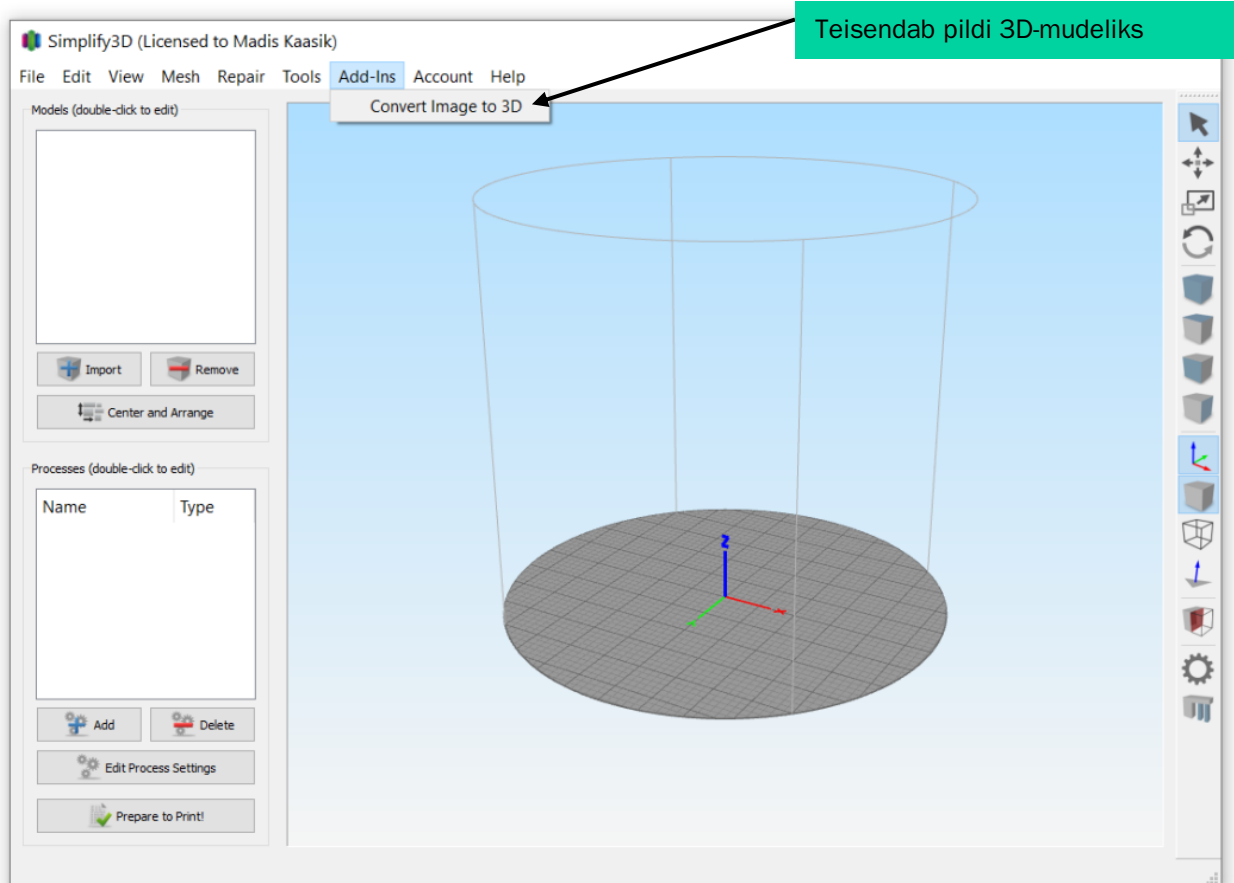 Teisendab pildi 3D-mudeliks
Simplify3D (Licensed to Madis Kaasik)
File Edit View Mesh Repair Tools Add-Ins Account Help
Convert Image to 3D
Models (double-click to edit)
Import Remove
Center and Arrange
Processes (double-click to edit)
Name Type
Add Delete
Edit Process Settings
Prepare to Print!
Z